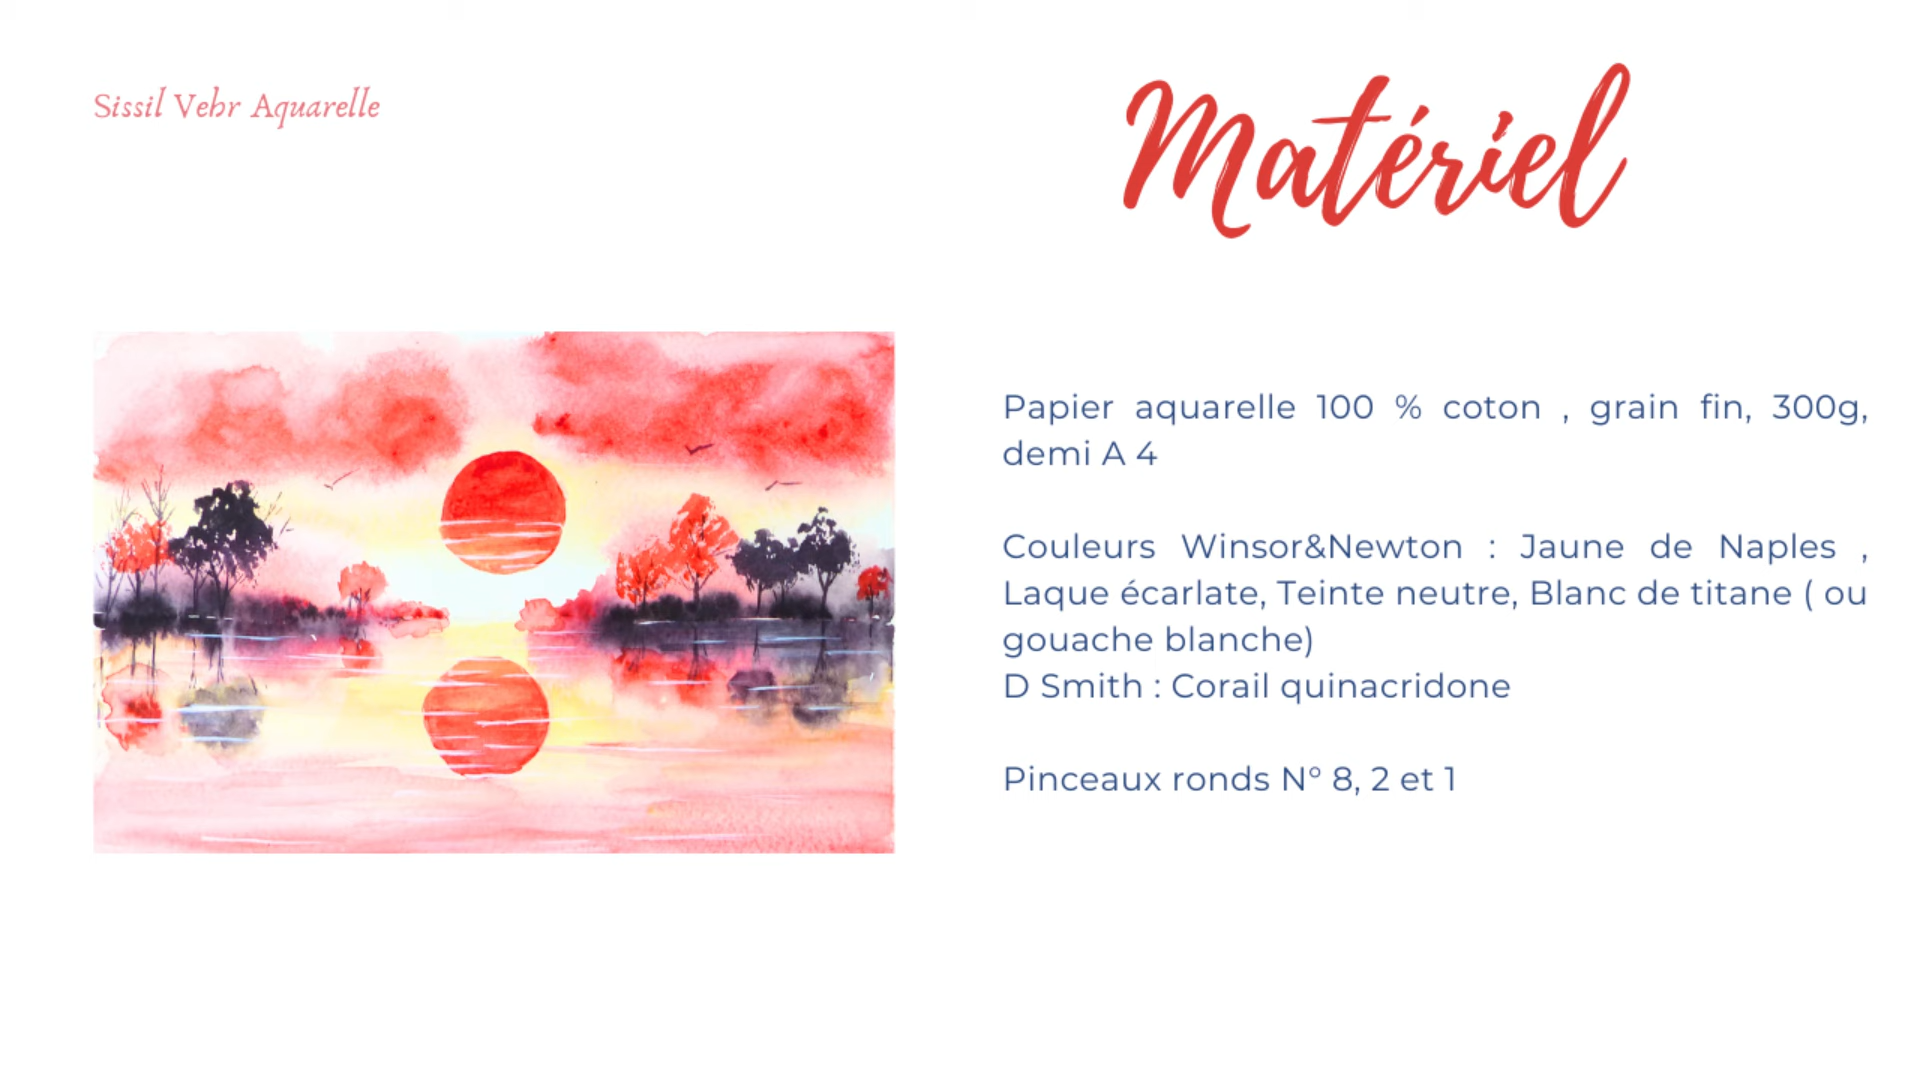 Sissil Vehr Aquarelle
Matériel
Papier aquarelle 100 % coton , grain fin, 300g,
demi A 4
Couleurs Winsor&Newton : Jaune de Naples ,
Laque écarlate, Teinte neutre, Blanc de titane ( ou
gouache blanche)
D Smith : Corail quinacridone
Pinceaux ronds N° 8, 2 et 1